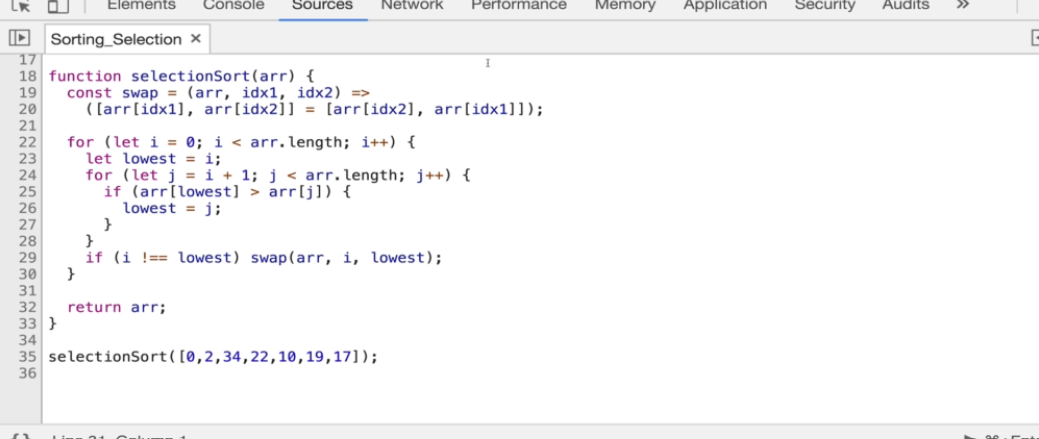 Elements Console Sources Network Performance Memory Application Security Audits »
Sorting_Selection ×
17
18 function selectionSort(arr) {
19 const swap = (arr, idx1, idx2) =>
20 ([arr[idx1], arr[idx2]] = [arr[idx2], arr[idx1]]);
21
22 for (let i = 0; i < arr.length; i++) {
23 let lowest = i;
24 for (let j = i + 1; j < arr.length; j++) {
25 if (arr[lowest] > arr[j]) {
26 lowest = j;
27 }
28 }
29 if (i !== lowest) swap(arr, i, lowest);
30 }
31
32 return arr;
33 }
34
35 selectionSort([0,2,34,22,10,19,17]);
36
{} Line 31, Column 1